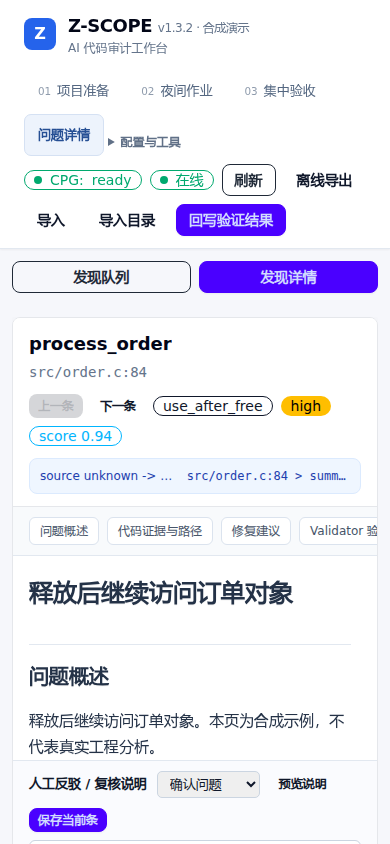 Z
Z-SCOPE v1.3.2 · 合成演示
AI 代码审计工作台
01 项目准备 02 夜间作业 03 集中验收
问题详情 ▶ 配置与工具
CPG: ready 在线 刷新 离线导出
导入 导入目录 回写验证结果
发现队列 发现详情
process_order
src/order.c:84
上一条 下一条 use_after_free high
score 0.94
source unknown -> … src/order.c:84 > summ…
问题概述 代码证据与路径 修复建议 Validator 验
释放后继续访问订单对象
问题概述
释放后继续访问订单对象。本页为合成示例，不
代表真实工程分析。
人工反驳 / 复核说明 确认问题 预览说明
保存当前条